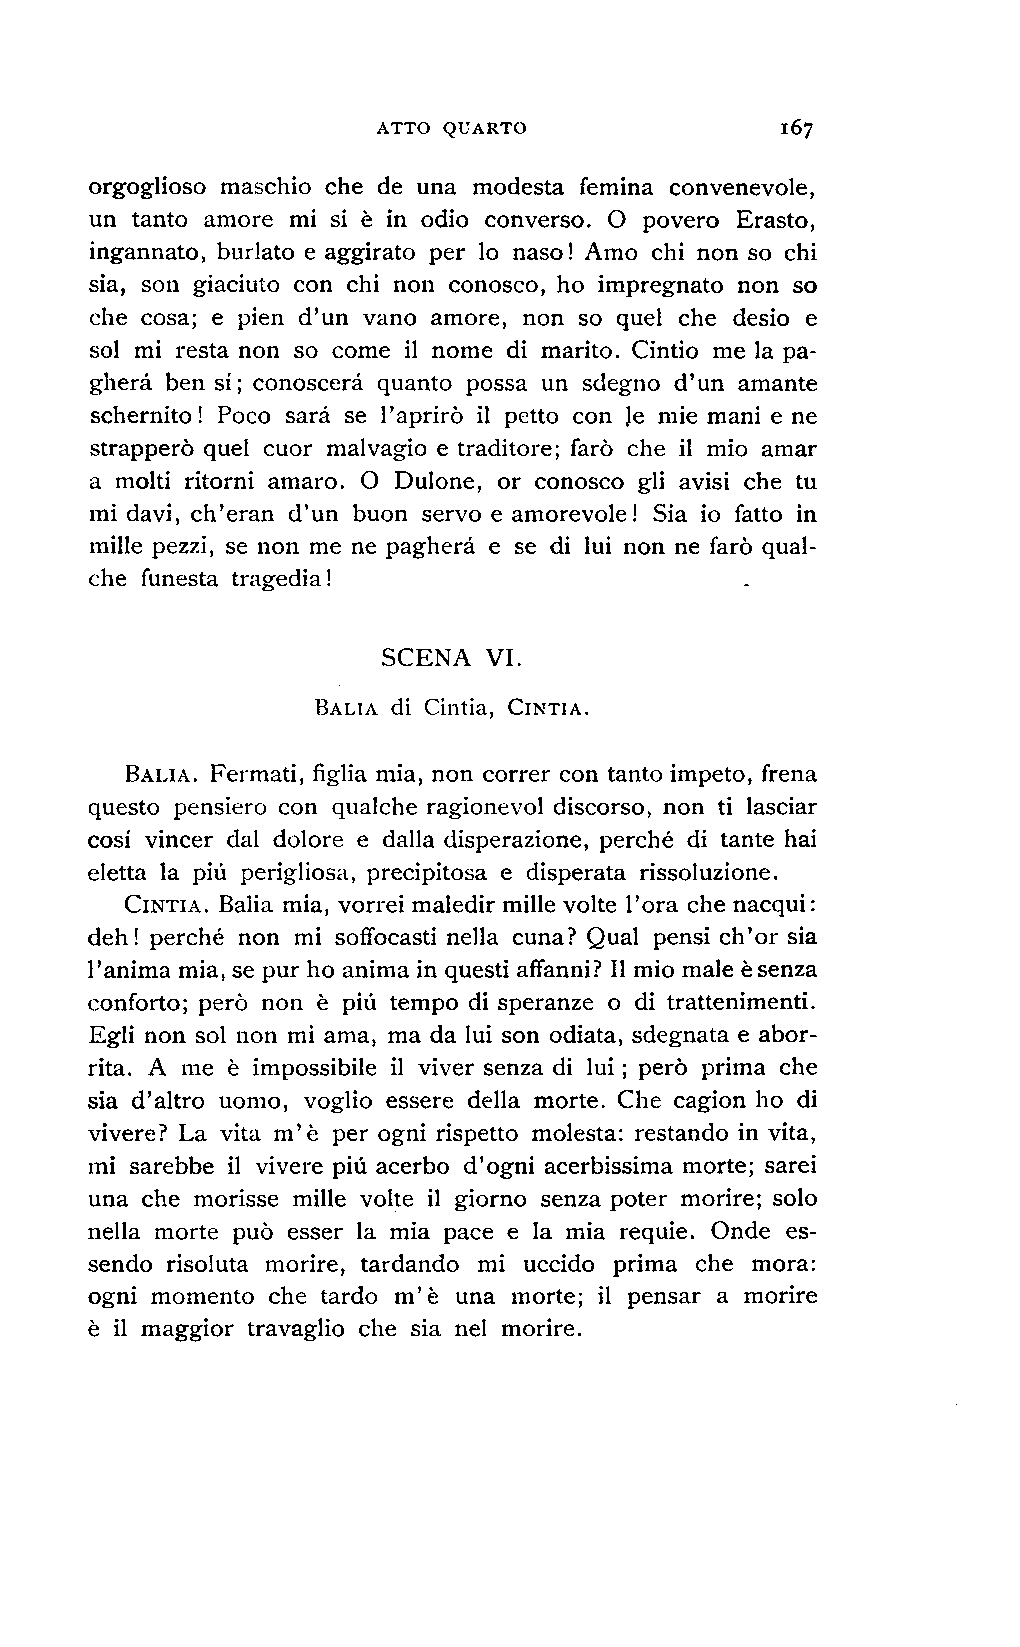 ATTO QUARTO 167
orgoglioso maschio che de una modesta femina convenevole,
un tanto amore mi si è in odio converso. O povero Erasto,
ingannato, burlato e aggirato per lo naso! Amo chi non so chi
sia, son giaciuto con chi non conosco, ho impregnato non so
che cosa; e pien d'un vano amore, non so quel che desio e
sol mi resta non so come il nome di marito. Cintio me la pa-
gherá ben sí; conoscerá quanto possa un sdegno d'un amante
schernito! Poco sará se l'aprirò il petto con le mie mani e ne
strapperò quel cuor malvagio e traditore; farò che il mio amar
a molti ritorni amaro. O Dulone, or conosco gli avisi che tu
mi davi, ch'eran d'un buon servo e amorevole! Sia io fatto in
mille pezzi, se non me ne pagherá e se di lui non ne farò qual-
che funesta tragedia!
SCENA VI.
BALIA di Cintia, CINTIA.
BALIA. Fermati, figlia mia, non correr con tanto impeto, frena
questo pensiero con qualche ragionevol discorso, non ti lasciar
cosí vincer dal dolore e dalla disperazione, perché di tante hai
eletta la piú perigliosa, precipitosa e disperata rissoluzione.
CINTIA. Balia mia, vorrei maledir mille volte l'ora che nacqui:
deh! perché non mi soffocasti nella cuna? Qual pensi ch'or sia
l'anima mia, se pur ho anima in questi affanni? Il mio male è senza
conforto; però non è piú tempo di speranze o di trattenimenti.
Egli non sol non mi ama, ma da lui son odiata, sdegnata e abor-
rita. A me è impossibile il viver senza di lui; però prima che
sia d'altro uomo, voglio essere della morte. Che cagion ho di
vivere? La vita m'è per ogni rispetto molesta: restando in vita,
mi sarebbe il vivere piú acerbo d'ogni acerbissima morte; sarei
una che morisse mille volte il giorno senza poter morire; solo
nella morte può esser la mia pace e la mia requie. Onde es-
sendo risoluta morire, tardando mi uccido prima che mora:
ogni momento che tardo m'è una morte; il pensar a morire
è il maggior travaglio che sia nel morire.